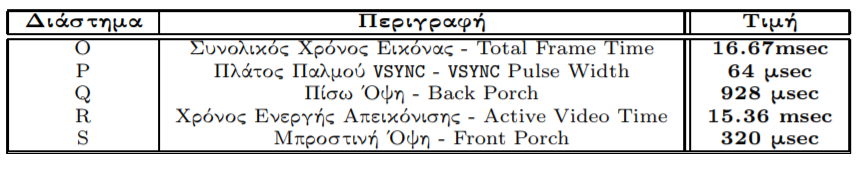 Διάστημα Περιγραφή Τιμή
O Συνολικός Χρόνος Εικόνας - Total Frame Time 16.67msec
P Πλάτος Παλμού VSYNC - VSYNC Pulse Width 64 μsec
Q Πίσω Όψη - Back Porch 928 μsec
R Χρόνος Ενεργής Απεικόνισης - Active Video Time 15.36 msec
S Μπροστινή Όψη - Front Porch 320 μsec